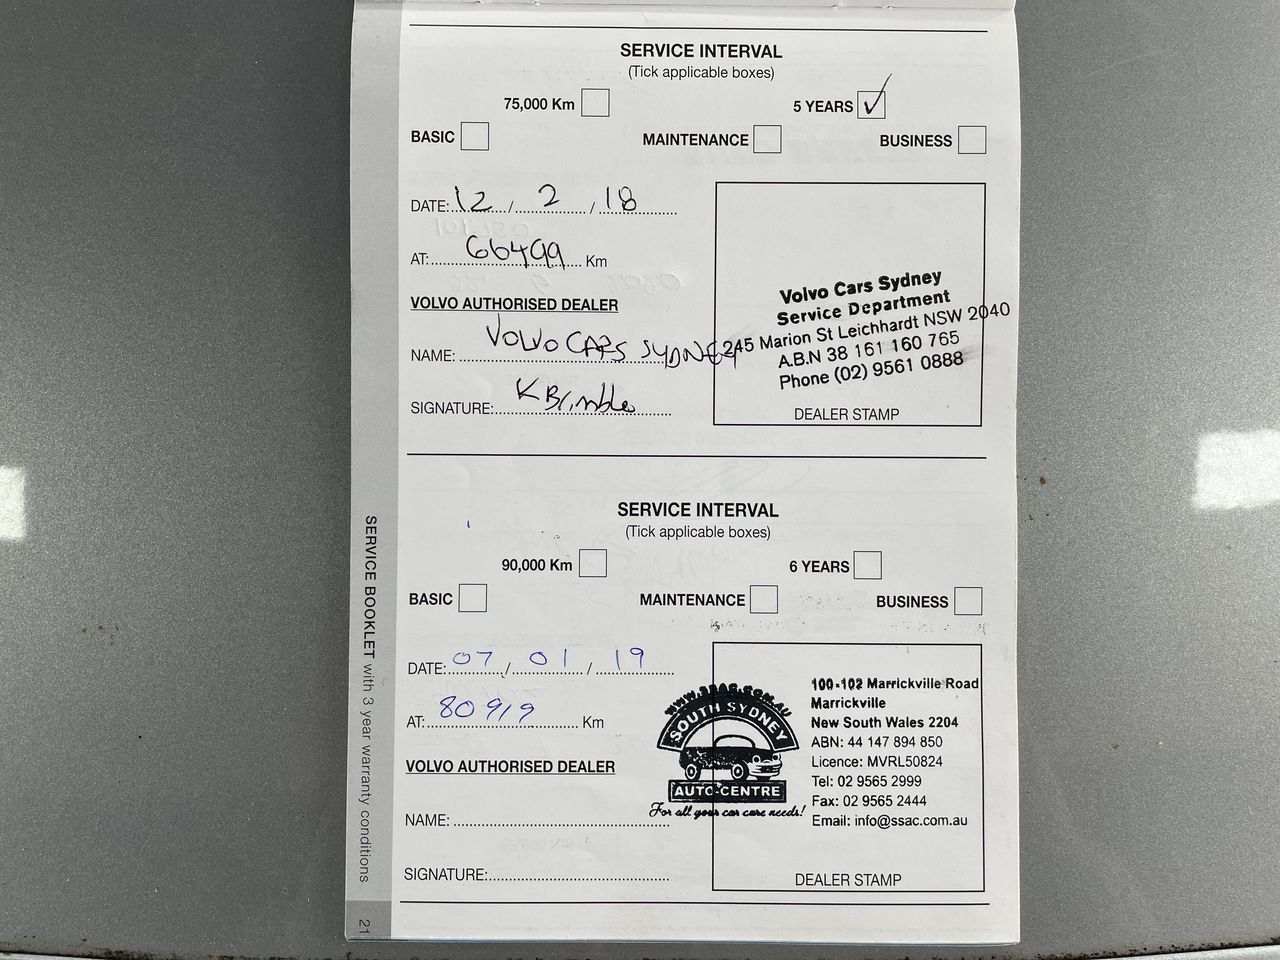 SERVICE INTERVAL
(Tick applicable boxes)
75,000 Km
5 YEARS
BASIC
MAINTENANCE
BUSINESS
DATE: 12 / 2 / 18
AT: 66499 Km
VOLVO AUTHORISED DEALER
NAME: VOLVO CARS SYDNEY
SIGNATURE: K Brimble
Volvo Cars Sydney
Service Department
245 Marion St Leichhardt NSW 2040
A.B.N 38 161 160 765
Phone (02) 9561 0888
DEALER STAMP
SERVICE INTERVAL
(Tick applicable boxes)
90,000 Km
6 YEARS
BASIC
MAINTENANCE
BUSINESS
DATE: 07 / 01 / 19
AT: 80919 Km
VOLVO AUTHORISED DEALER
NAME:
SIGNATURE:
WWW.SSAC.COM.AU
SOUTH SYDNEY
AUTO-CENTRE
For all your car care needs!
100-102 Marrickville Road
Marrickville
New South Wales 2204
ABN: 44 147 894 850
Licence: MVRL50824
Tel: 02 9565 2999
Fax: 02 9565 2444
Email: info@ssac.com.au
DEALER STAMP
SERVICE BOOKLET with 3 year warranty conditions
21